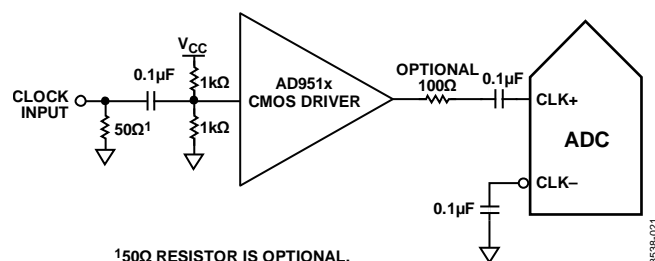 VCC
0.1µF
1kΩ
CLOCK
INPUT
50Ω1
1kΩ
AD951x
CMOS DRIVER
OPTIONAL
100Ω
0.1µF
CLK+
ADC
CLK–
0.1µF
150Ω RESISTOR IS OPTIONAL.